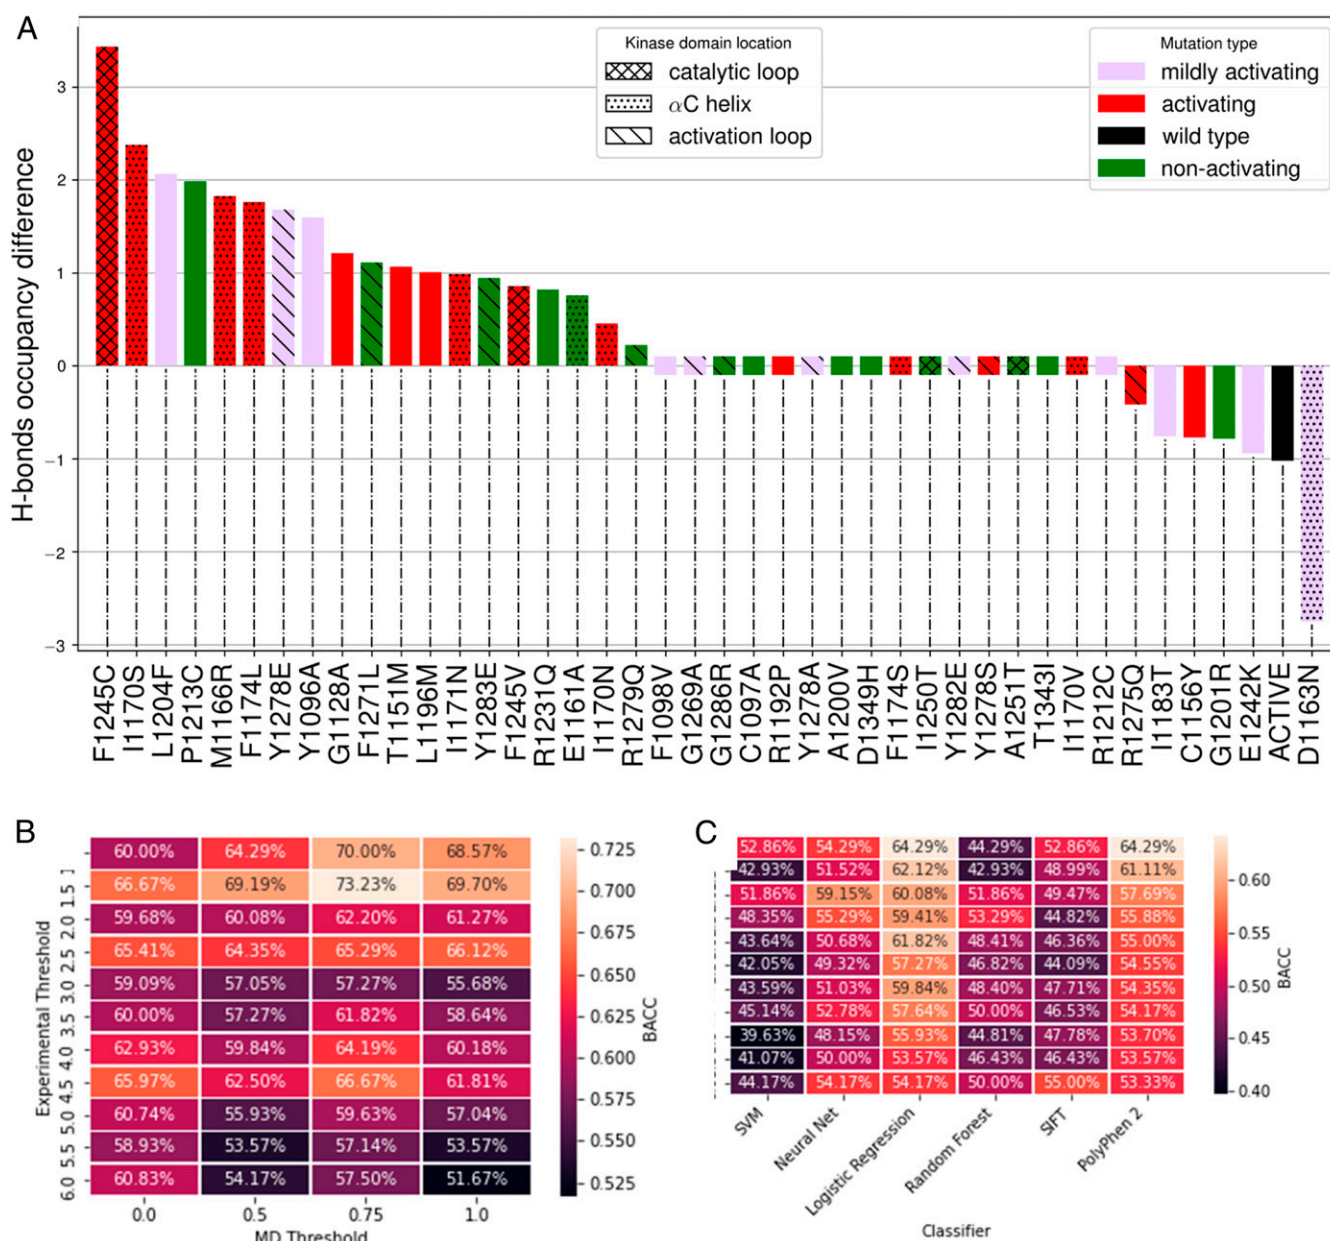 A
Kinase domain location
catalytic loop
αC helix
activation loop
Mutation type
mildly activating
activating
wild type
non-activating
H-bonds occupancy difference
3
2
1
0
−1
−2
−3
F1245C
I1170S
L1204F
P1213C
M1166R
F1174L
Y1278E
Y1096A
G1128A
F1271L
T1151M
L1196M
I1171N
Y1283E
F1245V
R1231Q
E1161A
I1170N
R1279Q
F1098V
G1269A
G1286R
C1097A
R1192P
Y1278A
A1200V
D1349H
F1174S
I1250T
Y1282E
Y1278S
A1251T
T1343I
I1170V
R1212C
R1275Q
I1183T
C1156Y
G1201R
E1242K
ACTIVE
D1163N
B
Experimental Threshold
1 60.00% 64.29% 70.00% 68.57%
1.5 66.67% 69.19% 73.23% 69.70%
2.0 59.68% 60.08% 62.20% 61.27%
2.5 65.41% 64.35% 65.29% 66.12%
3.0 59.09% 57.05% 57.27% 55.68%
3.5 60.00% 57.27% 61.82% 58.64%
4.0 62.93% 59.84% 64.19% 60.18%
4.5 65.97% 62.50% 66.67% 61.81%
5.0 60.74% 55.93% 59.63% 57.04%
5.5 58.93% 53.57% 57.14% 53.57%
6.0 60.83% 54.17% 57.50% 51.67%
0.0 0.5 0.75 1.0
MD Threshold
0.725
0.700
0.675
0.650
0.625
0.600
0.575
0.550
0.525
BACC
C
52.86% 54.29% 64.29% 44.29% 52.86% 64.29%
42.93% 51.52% 62.12% 42.93% 48.99% 61.11%
51.86% 59.15% 60.08% 51.86% 49.47% 57.69%
48.35% 55.29% 59.41% 53.29% 44.82% 55.88%
43.64% 50.68% 61.82% 48.41% 46.36% 55.00%
42.05% 49.32% 57.27% 46.82% 44.09% 54.55%
43.59% 51.03% 59.84% 48.40% 47.71% 54.35%
45.14% 52.78% 57.64% 50.00% 46.53% 54.17%
39.63% 48.15% 55.93% 44.81% 47.78% 53.70%
41.07% 50.00% 53.57% 46.43% 46.43% 53.57%
44.17% 54.17% 54.17% 50.00% 55.00% 53.33%
SVM
Neural Net
Logistic Regression
Random Forest
SIFT
PolyPhen 2
Classifier
0.60
0.55
0.50
0.45
0.40
BACC